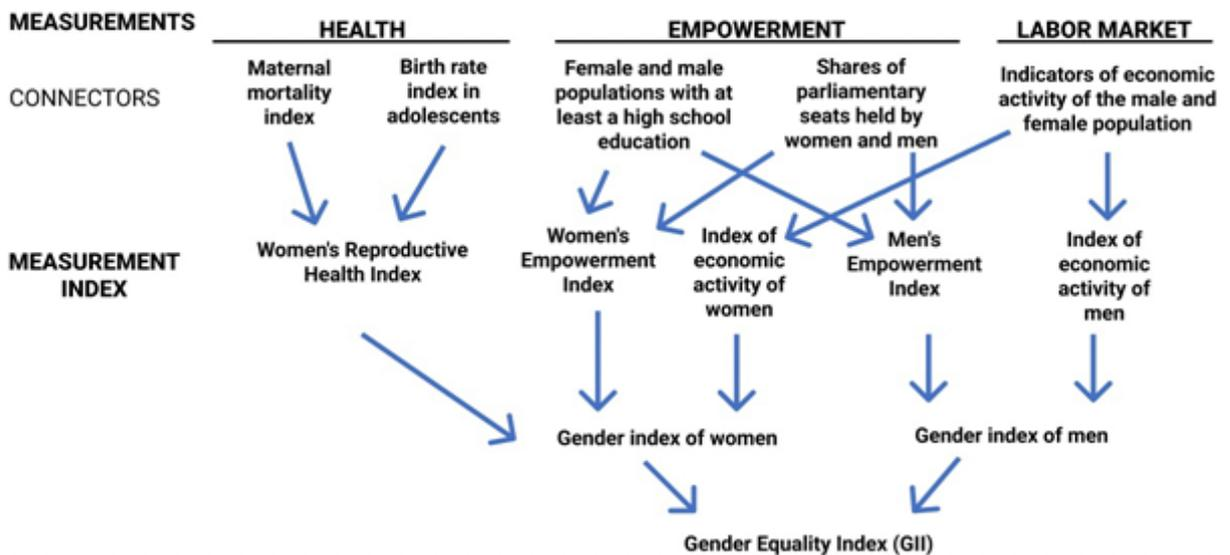 MEASUREMENTS
HEALTH
EMPOWERMENT
LABOR MARKET
CONNECTORS
Maternal
mortality
index
Birth rate
index in
adolescents
Female and male
populations with at
least a high school
education
Shares of
parliamentary
seats held by
women and men
Indicators of economic
activity of the male and
female population
MEASUREMENT
INDEX
Women's Reproductive
Health Index
Women's
Empowerment
Index
Index of
economic
activity of
women
Men's
Empowerment
Index
Index of
economic
activity of
men
Gender index of women
Gender index of men
Gender Equality Index (GII)